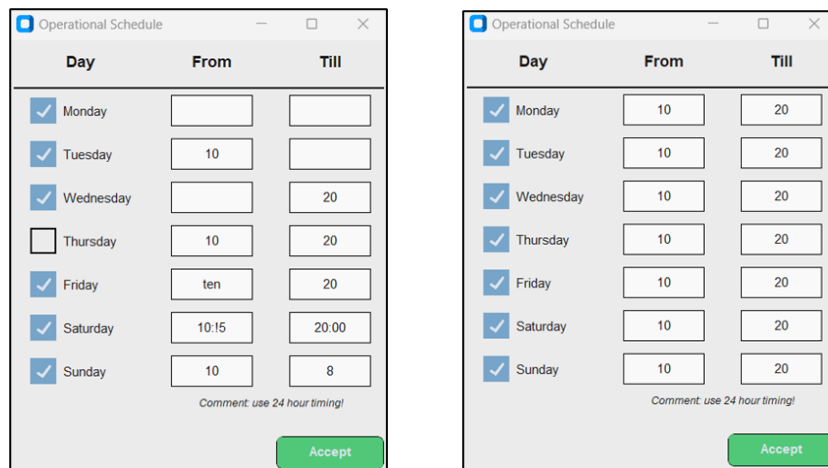 Operational Schedule
Day From Till
Monday
Tuesday 10
Wednesday 20
Thursday 10 20
Friday ten 20
Saturday 10:!5 20:00
Sunday 10 8
Comment: use 24 hour timing!
Accept
Operational Schedule
Day From Till
Monday 10 20
Tuesday 10 20
Wednesday 10 20
Thursday 10 20
Friday 10 20
Saturday 10 20
Sunday 10 20
Comment: use 24 hour timing!
Accept